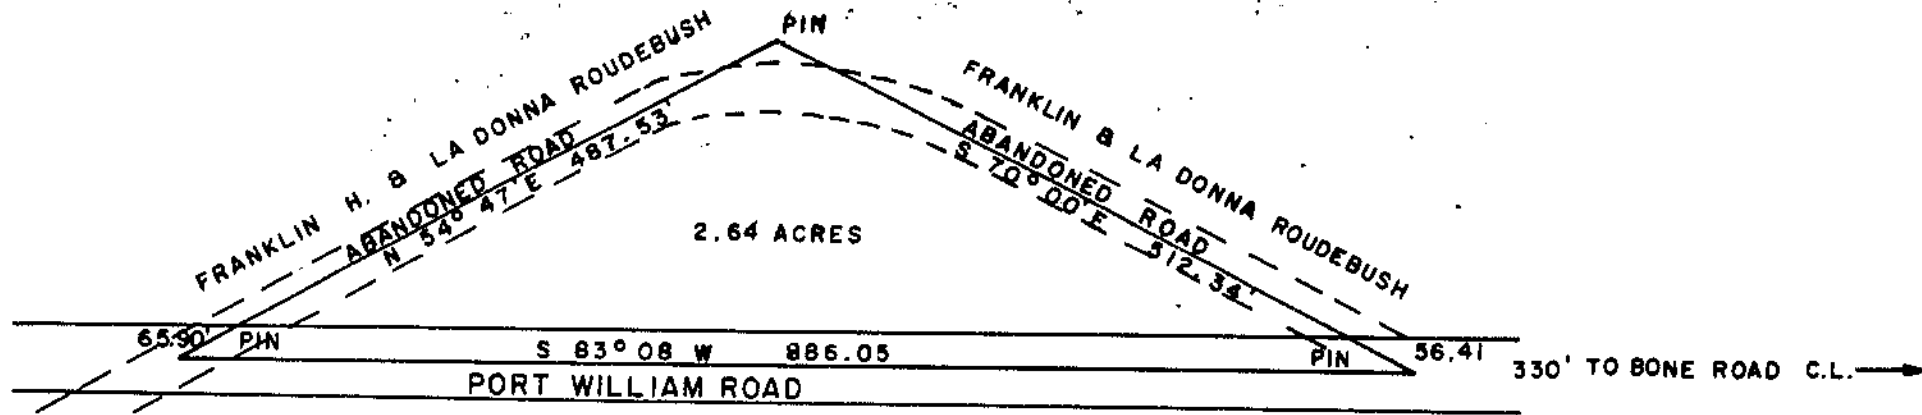 PIN
FRANKLIN H. & LA DONNA ROUDEBUSH
ABANDONED ROAD
N 54° 47' E 487.53'
FRANKLIN & LA DONNA ROUDEBUSH
ABANDONED ROAD
S 70° 00' E 512.34'
2.64 ACRES
65.90' PIN
S 83° 08 W 886.05
PIN 56.41
330' TO BONE ROAD C.L.
PORT WILLIAM ROAD